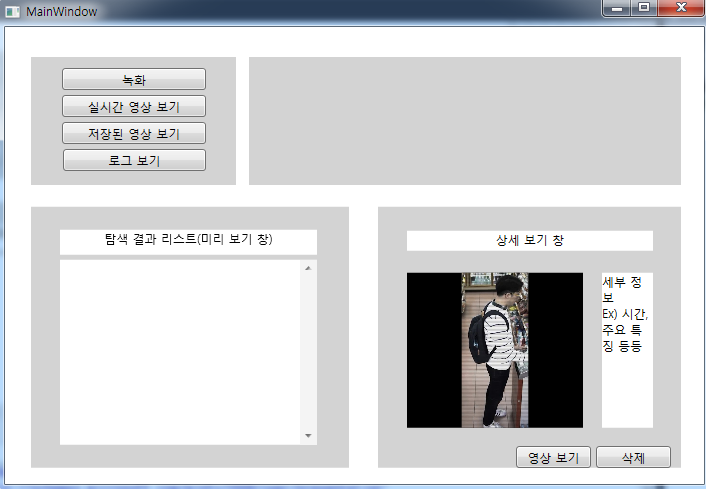 MainWindow
녹화
실시간 영상 보기
저장된 영상 보기
로그 보기
탐색 결과 리스트(미리 보기 창)
상세 보기 창
세부 정
보
Ex) 시간,
주요 특
징 등등
영상 보기
삭제